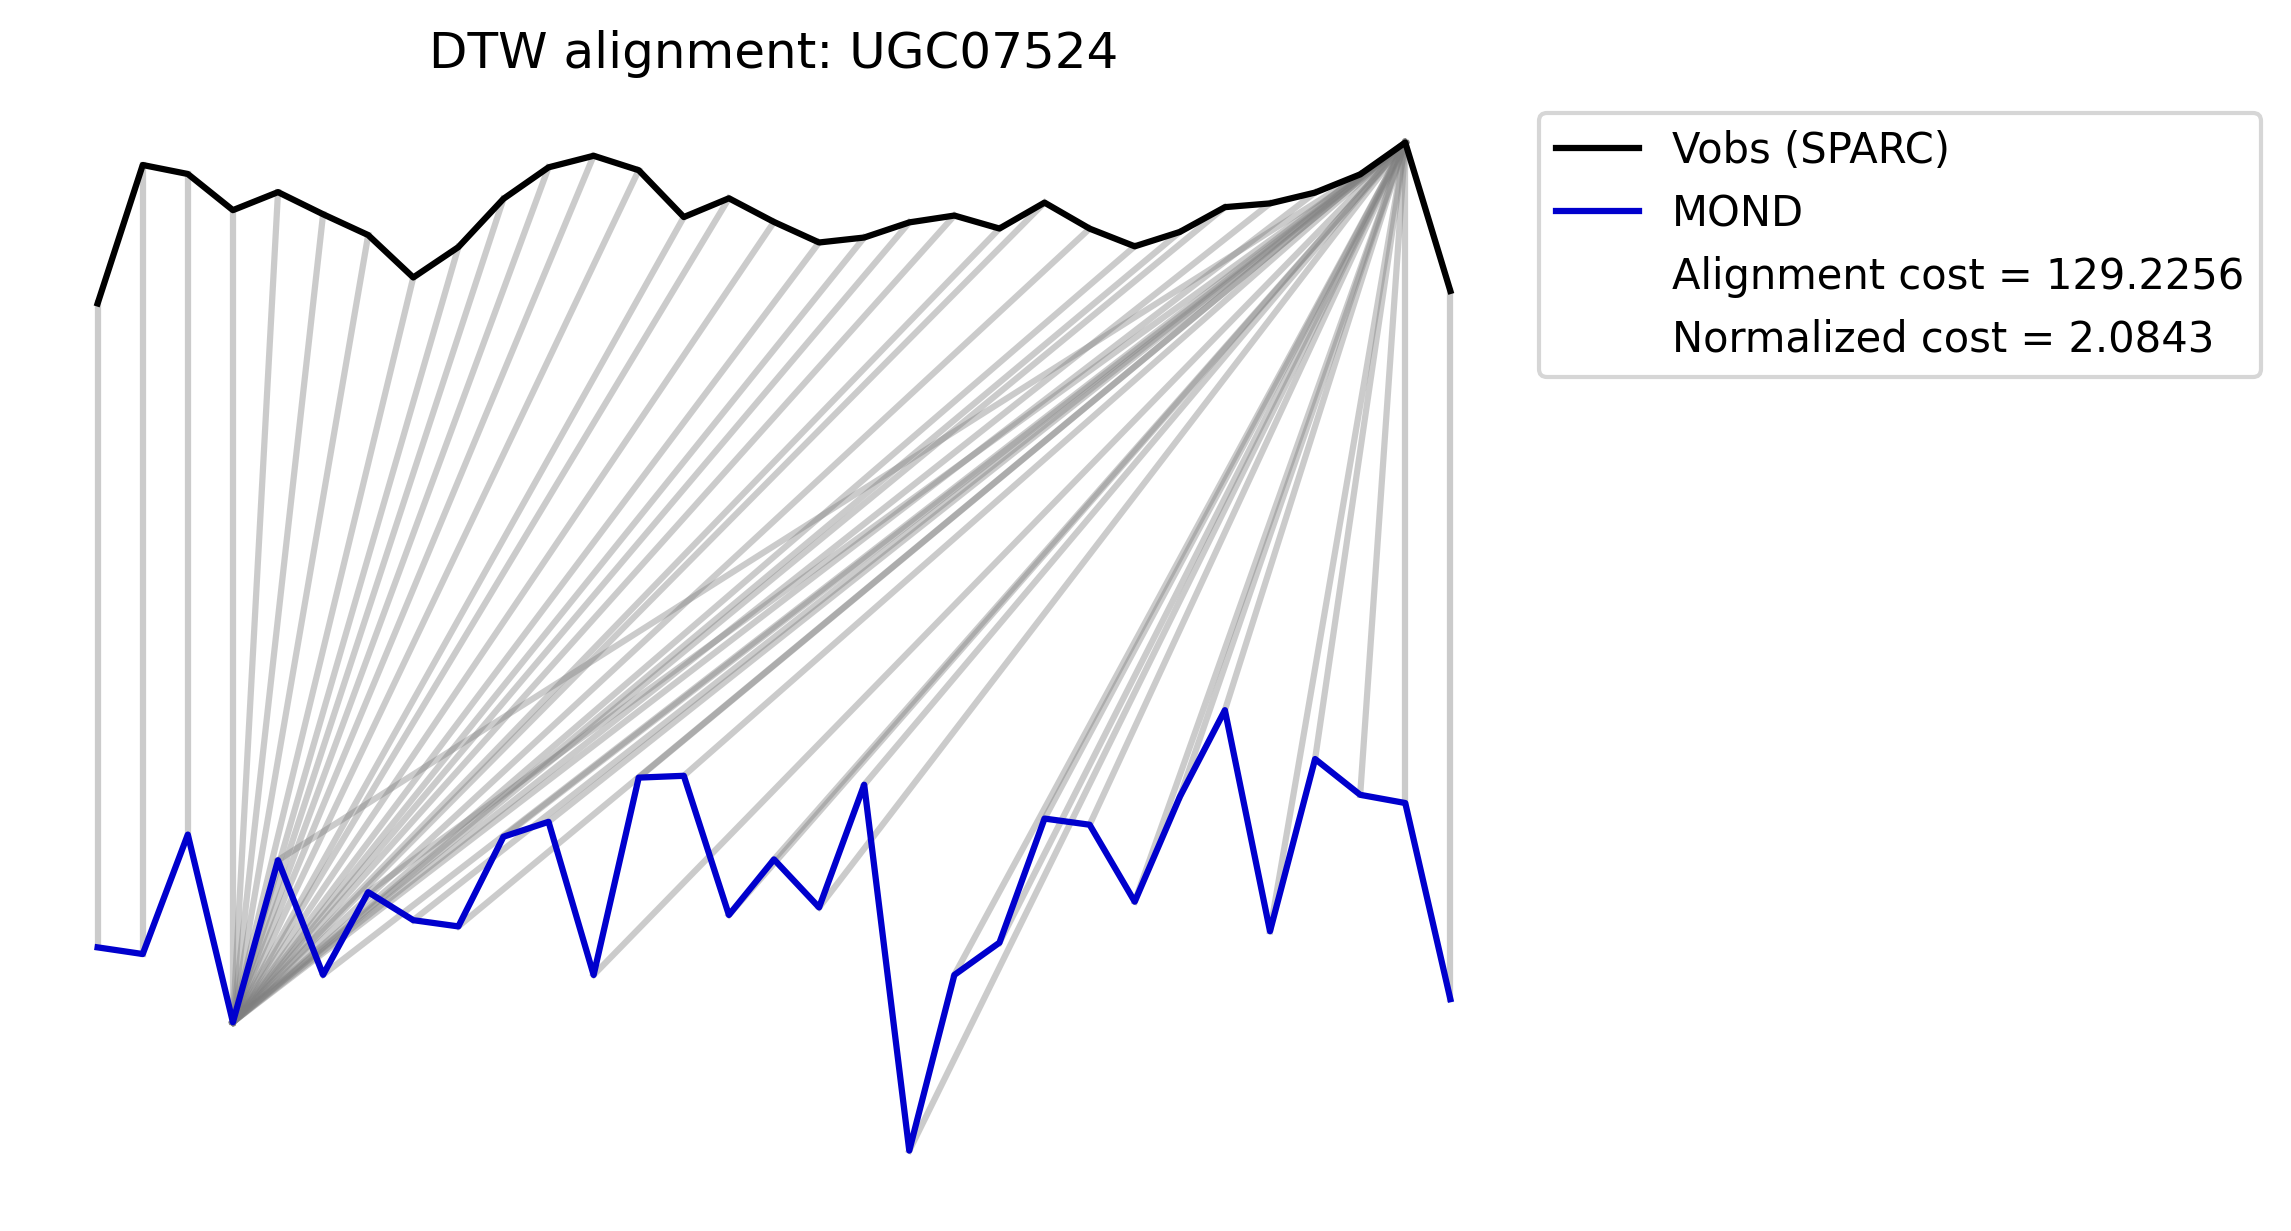 DTW alignment: UGC07524
Vobs (SPARC)
MOND
Alignment cost = 129.2256
Normalized cost = 2.0843